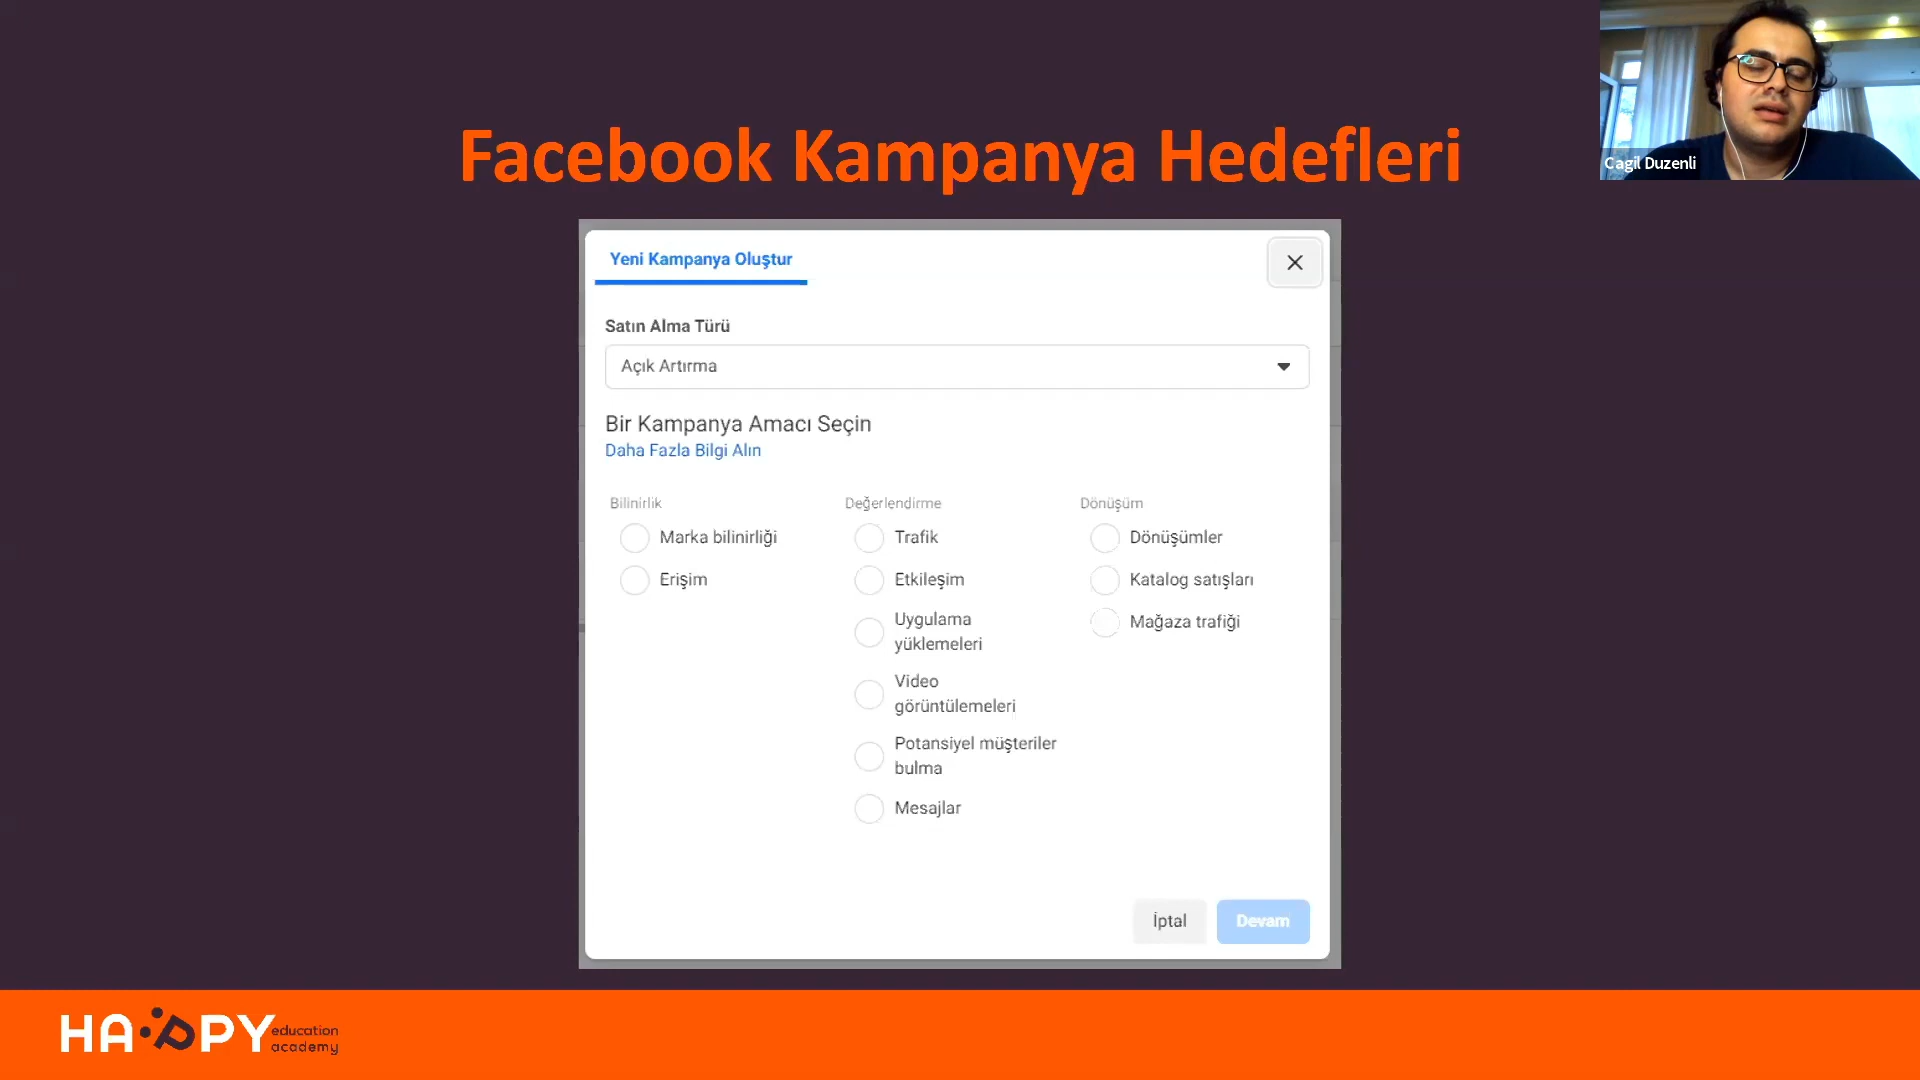 Facebook Kampanya Hedefleri
Cagil Duzenli
Yeni Kampanya Oluştur
Satın Alma Türü
Açık Artırma
Bir Kampanya Amacı Seçin
Daha Fazla Bilgi Alın
Bilinirlik
Marka bilinirliği
Erişim
Değerlendirme
Trafik
Etkileşim
Uygulama
yüklemeleri
Video
görüntülemeleri
Potansiyel müşteriler
bulma
Mesajlar
Dönüşüm
Dönüşümler
Katalog satışları
Mağaza trafiği
İptal
Devam
HAPPY
education
academy